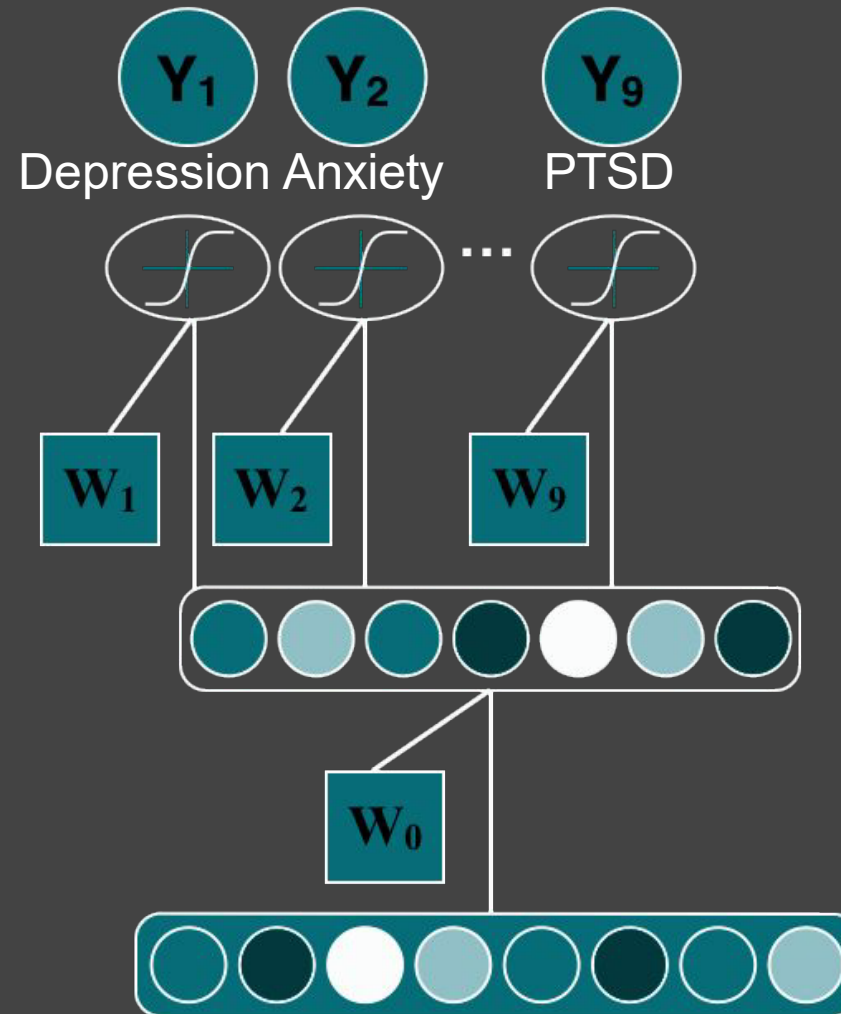 Y₁ Y₂ Y₉
Depression Anxiety PTSD
...
W₁ W₂ W₉
W₀